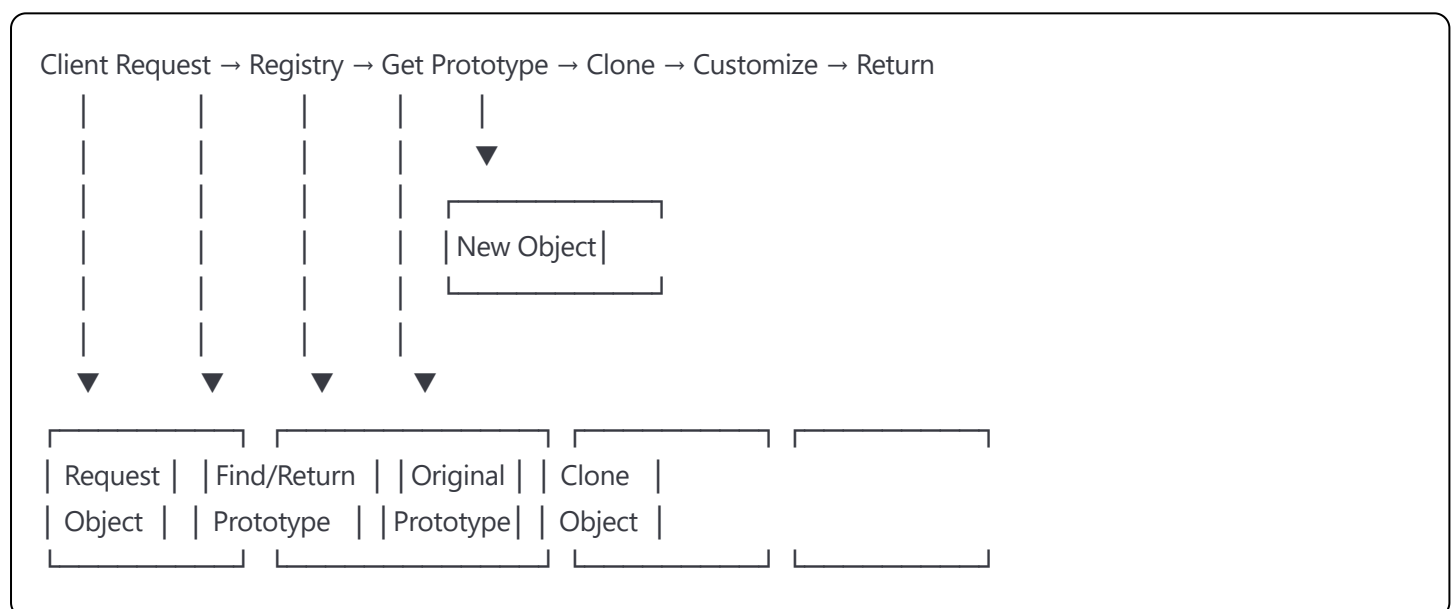 Client Request → Registry → Get Prototype → Clone → Customize → Return
New Object
Request Find/Return Original Clone
Object Prototype Prototype Object